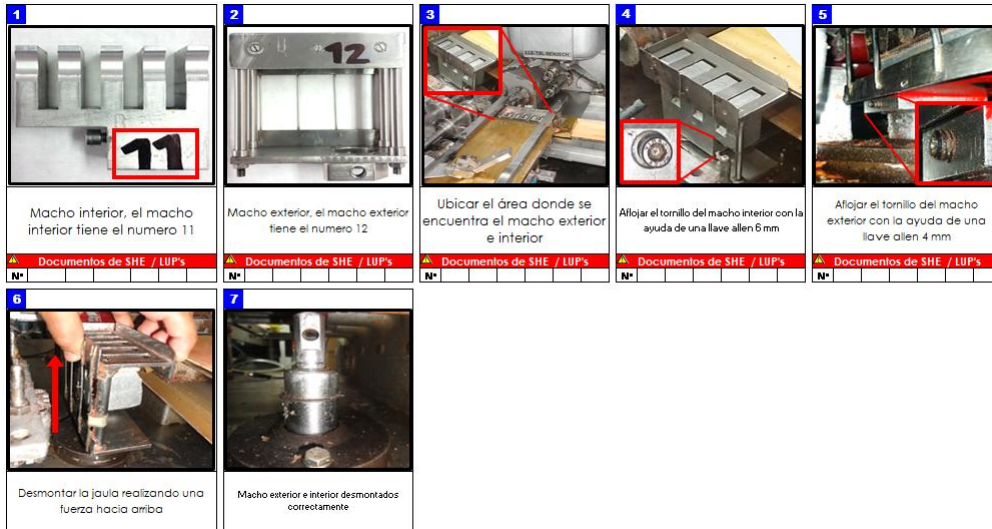 1
2
3
4
5
11
12
Macho interior, el macho
interior tiene el numero 11
Macho exterior, el macho exterior
tiene el numero 12
Ubicar el área donde se
encuentra el macho exterior
e interior
Aflojar el tornillo del macho interior con la
ayuda de una llave allen 6 mm
Aflojar el tornillo del macho
exterior con la ayuda de una
llave allen 4 mm
Documentos de SHE / LUP's
Documentos de SHE / LUP's
Documentos de SHE / LUP's
Documentos de SHE / LUP's
Documentos de SHE / LUP's
N°
N°
N°
N°
N°
6
7
Desmontar la jaula realizando una
fuerza hacia arriba
Macho exterior e interior desmontados
correctamente